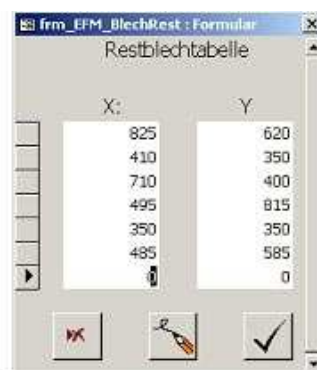 frm_EFM_BlechRest : Formular
Restblechtabelle
X: Y
825 620
410 350
710 400
495 815
350 350
485 585
0 0